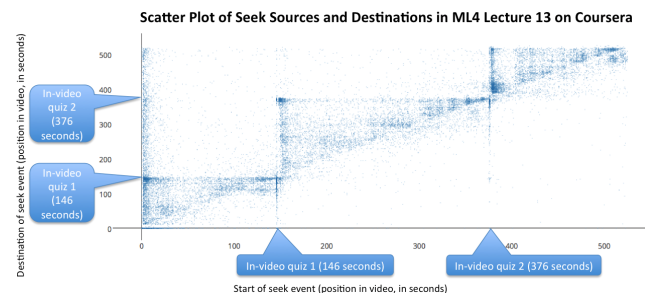 Scatter Plot of Seek Sources and Destinations in ML4 Lecture 13 on Coursera
Destination of seek event (position in video, in seconds)
500
400
300
200
100
0
In-video
quiz 2
(376
seconds)
In-video
quiz 1
(146
seconds)
0
100
200
300
400
500
In-video quiz 1 (146 seconds)
In-video quiz 2 (376 seconds)
Start of seek event (position in video, in seconds)